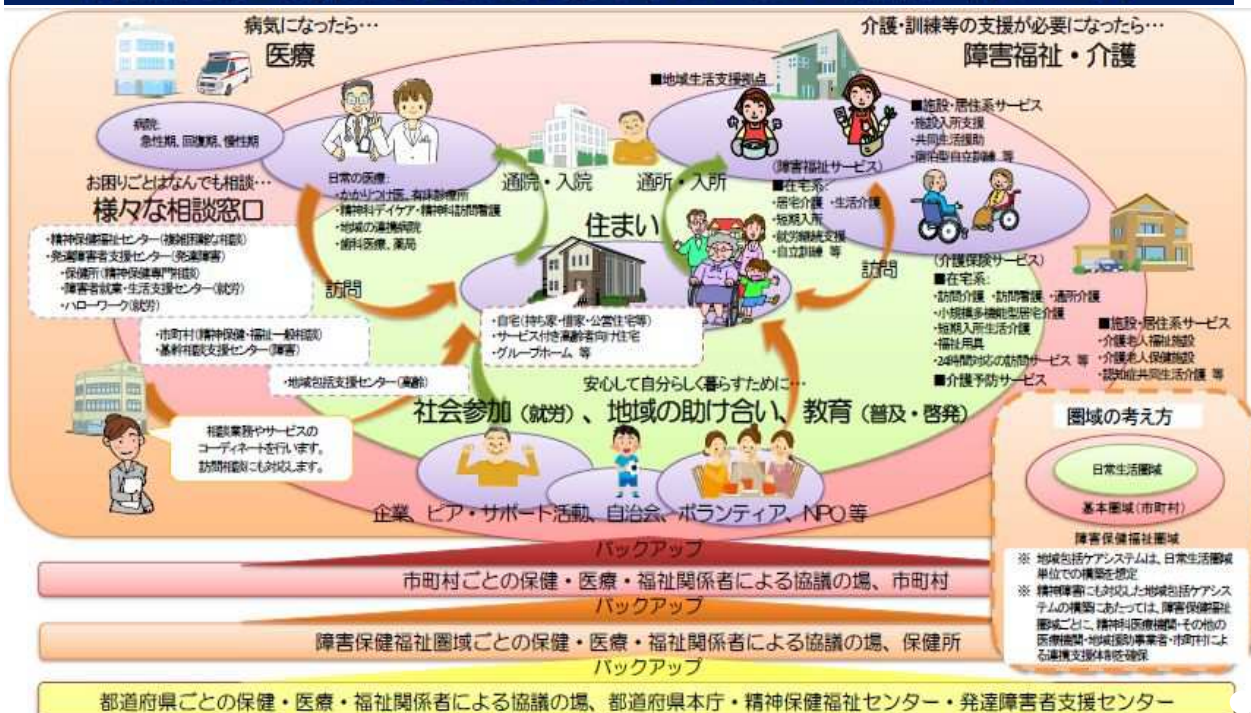 病気になったら…
医療
介護・訓練等の支援が必要になったら…
障害福祉・介護
病院:
急性期、回復期、慢性期
日常の医療:
・かかりつけ医、有床診療所
・精神科デイケア・精神科訪問看護
・地域の連携病院
・歯科医療、薬局
通院・入院
通所・入所
■地域生活支援拠点
■施設・居住系サービス
・施設入所支援
・共同生活援助
・宿泊型自立訓練 等
(障害福祉サービス)
■在宅系:
・居宅介護 ・生活介護
・短期入所
・就労継続支援
・自立訓練 等
お困りごとはなんでも相談…
様々な相談窓口
・精神保健福祉センター(複雑困難な相談)
・発達障害者支援センター(発達障害)
・保健所(精神保健専門相談)
・障害者就業・生活支援センター(就労)
・ハローワーク(就労)
・市町村(精神保健・福祉一般相談)
・基幹相談支援センター(障害)
・地域包括支援センター(高齢)
訪問
住まい
・自宅(持ち家・借家・公営住宅等)
・サービス付き高齢者向け住宅
・グループホーム 等
訪問
(介護保険サービス)
■在宅系:
・訪問介護 ・訪問看護 ・通所介護
・小規模多機能型居宅介護
・短期入所生活介護
・福祉用具
・24時間対応の訪問サービス 等
■介護予防サービス
■施設・居住系サービス
・介護老人福祉施設
・介護老人保健施設
・認知症共同生活介護 等
相談業務やサービスの
コーディネートを行います。
訪問相談にも対応します。
安心して自分らしく暮らすために…
社会参加(就労)、地域の助け合い、教育(普及・啓発)
企業、ピア・サポート活動、自治会、ボランティア、NPO等
圏域の考え方
日常生活圏域
基本圏域(市町村)
障害保健福祉圏域
※ 地域包括ケアシステムは、日常生活圏域
単位での構築を想定
※ 精神障害にも対応した地域包括ケアシス
テムの構築にあたっては、障害保健福祉
圏域ごとに、精神科医療機関・その他の
医療機関・地域援助事業者・市町村によ
る連携支援体制を確保
バックアップ
市町村ごとの保健・医療・福祉関係者による協議の場、市町村
バックアップ
障害保健福祉圏域ごとの保健・医療・福祉関係者による協議の場、保健所
バックアップ
都道府県ごとの保健・医療・福祉関係者による協議の場、都道府県本庁・精神保健福祉センター・発達障害者支援センター